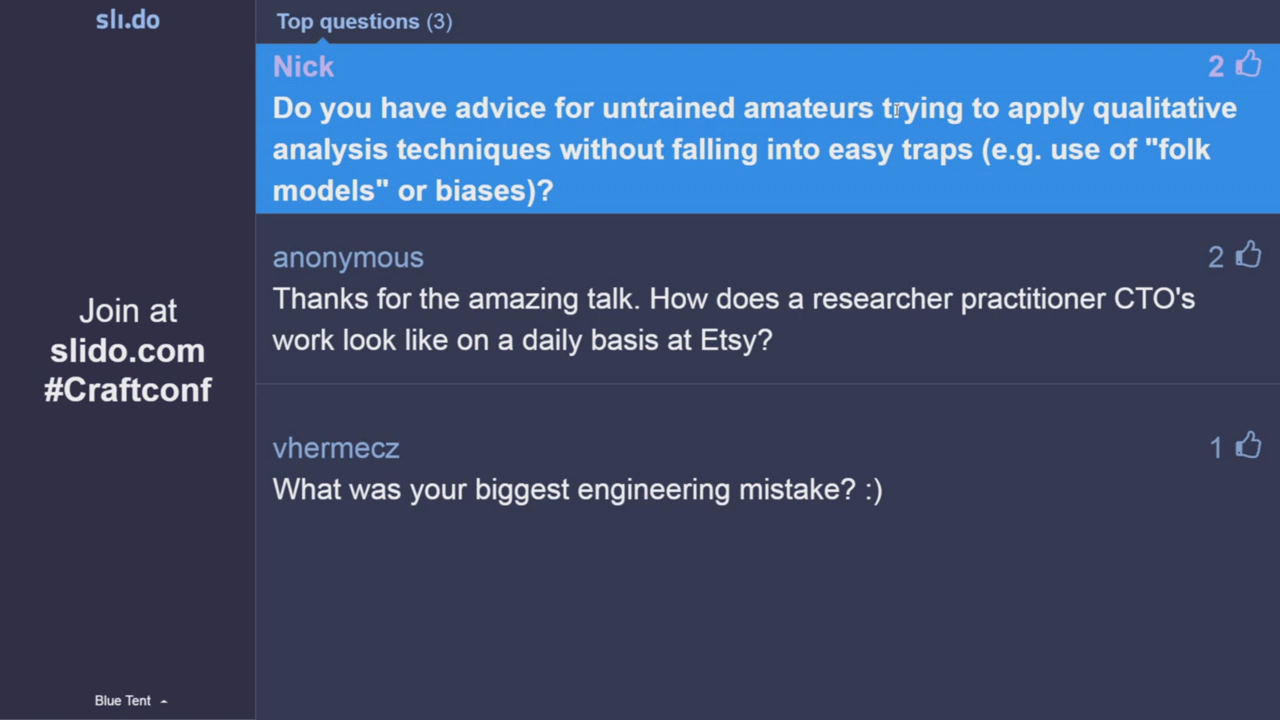 sli.do
Top questions (3)
Nick
2
Do you have advice for untrained amateurs trying to apply qualitative
analysis techniques without falling into easy traps (e.g. use of "folk
models" or biases)?
anonymous
2
Thanks for the amazing talk. How does a researcher practitioner CTO's
work look like on a daily basis at Etsy?
vhermecz
1
What was your biggest engineering mistake? :)
Join at
slido.com
#Craftconf
Blue Tent